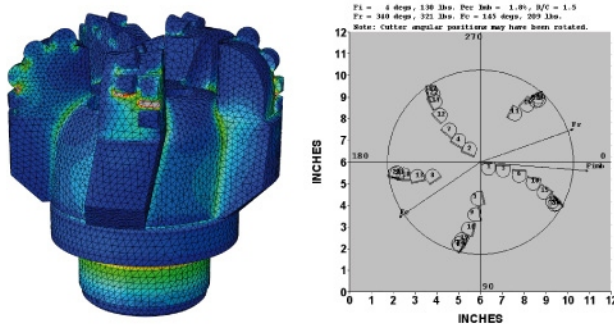 Fi = 4 degs, 130 lbs. Per Imb = 1.8%, R/C = 1.5
Fr = 340 degs, 321 lbs. Fc = 145 degs, 209 lbs.
Note: Cutter angular positions may have been rotated.
12
11
10
9
8
7
6
5
4
3
2
1
0
INCHES
270
180
0
90
Fr
Fimb
Fc
0 1 2 3 4 5 6 7 8 9 10 11 12
INCHES